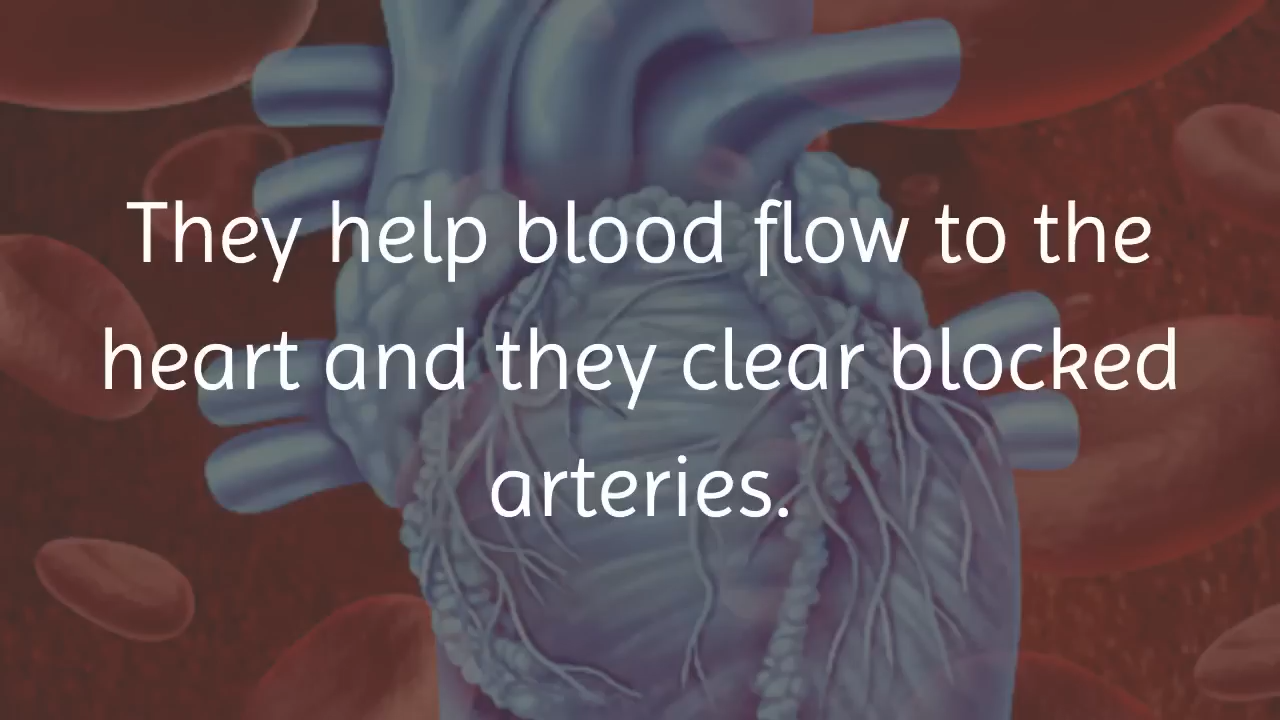 They help blood flow to the
heart and they clear blocked
arteries.